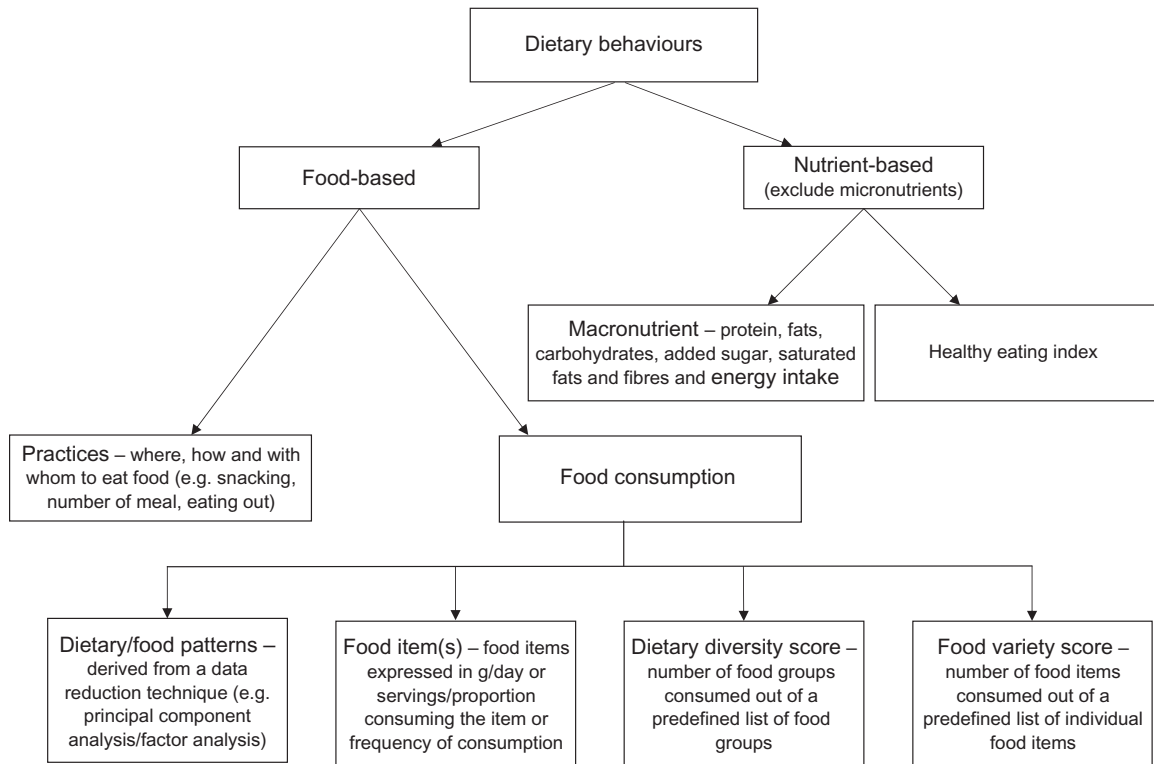 Dietary behaviours
Food-based
Nutrient-based
(exclude micronutrients)
Macronutrient – protein, fats,
carbohydrates, added sugar, saturated
fats and fibres and energy intake
Healthy eating index
Practices – where, how and with
whom to eat food (e.g. snacking,
number of meal, eating out)
Food consumption
Dietary/food patterns –
derived from a data
reduction technique (e.g.
principal component
analysis/factor analysis)
Food item(s) – food items
expressed in g/day or
servings/proportion
consuming the item or
frequency of consumption
Dietary diversity score –
number of food groups
consumed out of a
predefined list of food
groups
Food variety score –
number of food items
consumed out of a
predefined list of individual
food items